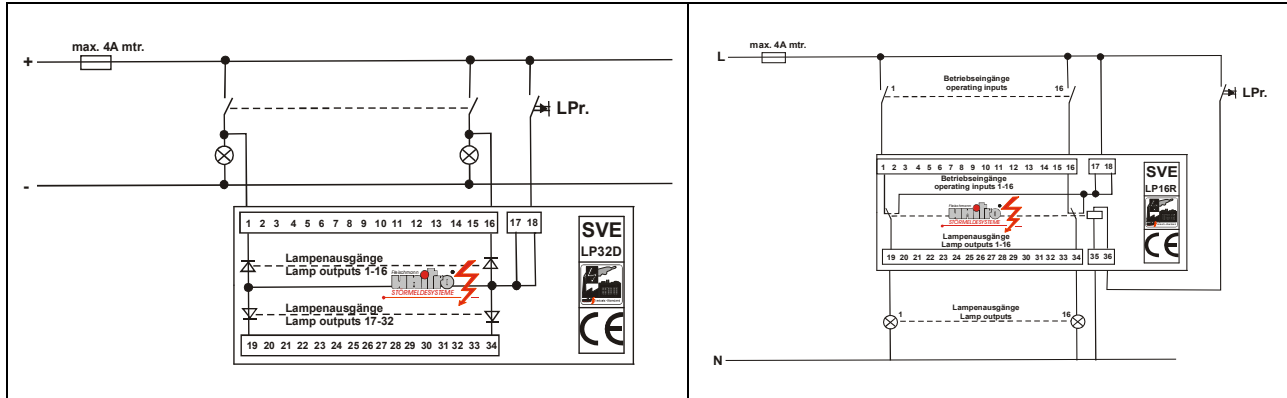 max. 4A mtr.
+
LPr.
-
1 2 3 4 5 6 7 8 9 10 11 12 13 14 15 16 17 18
SVE
LP32D
Lampenausgänge
Lamp outputs 1-16
Fleischmann
unitro
STÖRMELDESYSTEME
Lampenausgänge
Lamp outputs 17-32
CE
19 20 21 22 23 24 25 26 27 28 29 30 31 32 33 34
max. 4A mtr.
L
Betriebseingänge
1 16
operating inputs
LPr.
1 2 3 4 5 6 7 8 9 10 11 12 13 14 15 16 17 18
SVE
LP16R
Betriebseingänge
operating inputs 1-16
Fleischmann
unitro
STÖRMELDESYSTEME
Lampenausgänge
Lamp outputs 1-16
CE
19 20 21 22 23 24 25 26 27 28 29 30 31 32 33 34 35 36
Lampenausgänge
1 16
Lamp outputs
N